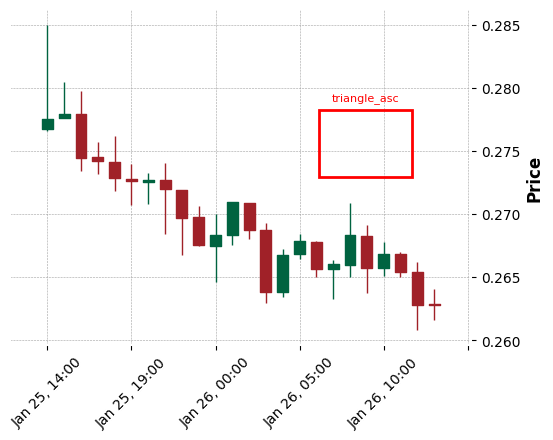 0.285
0.280
triangle_asc
0.275
0.270
0.265
0.260
Price
Jan 25, 14:00
Jan 25, 19:00
Jan 26, 00:00
Jan 26, 05:00
Jan 26, 10:00